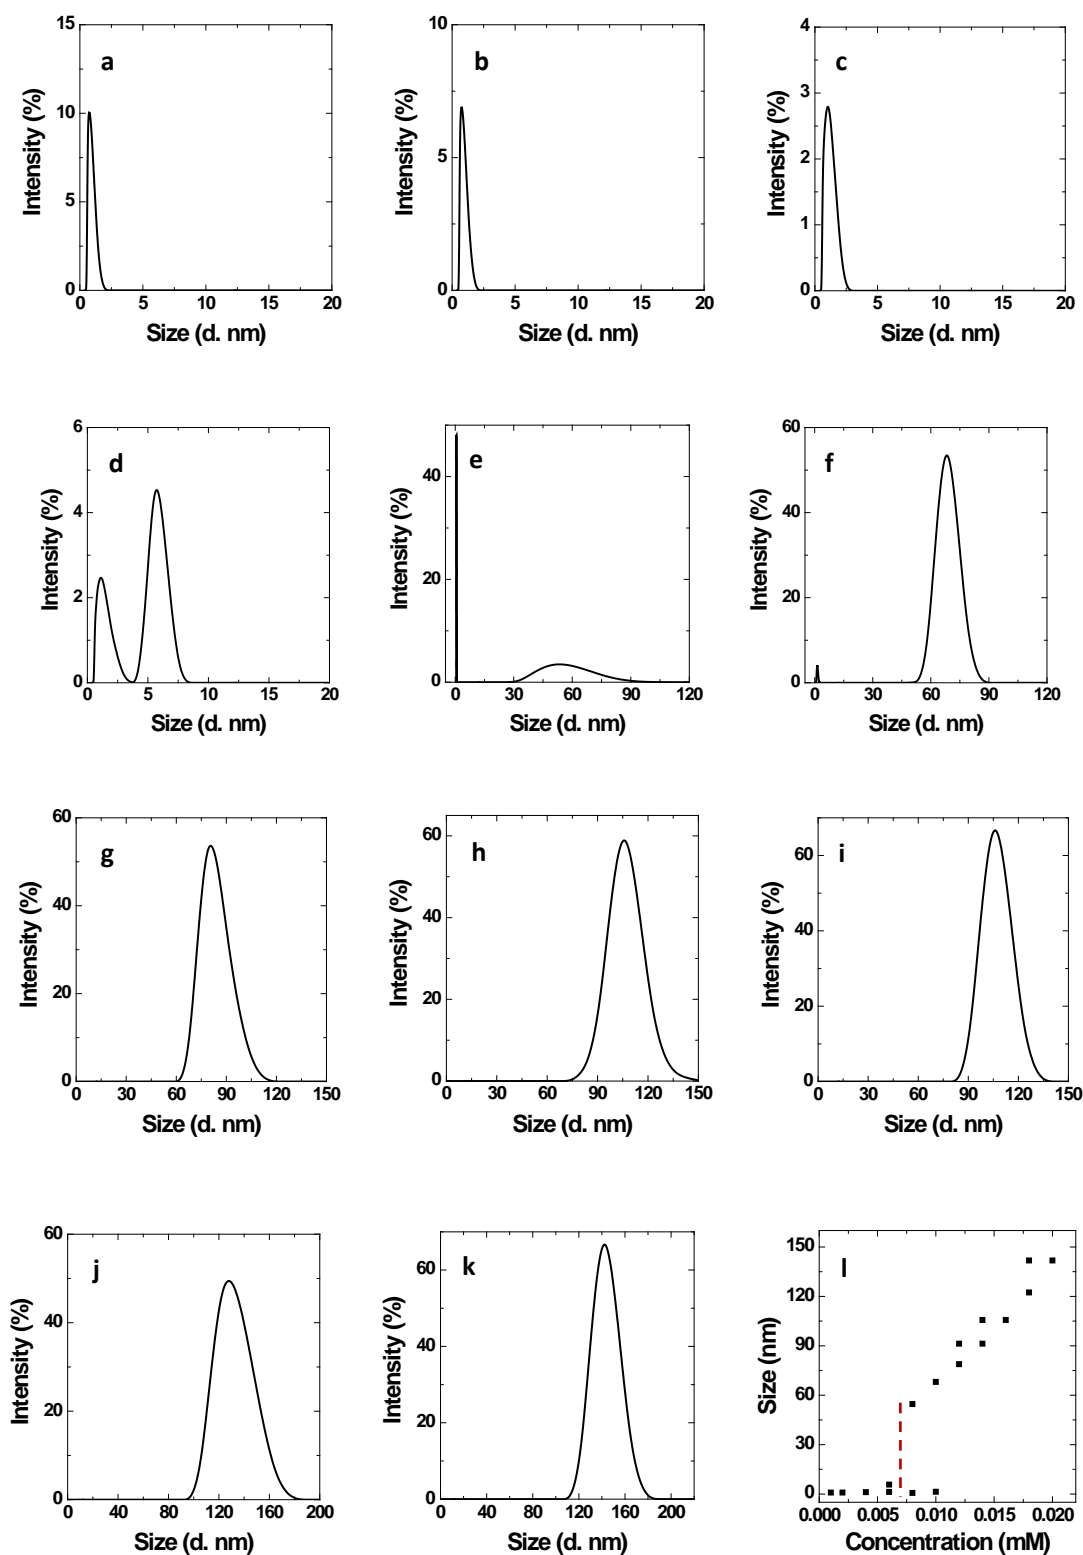 a
Intensity (%)
15
10
5
0
0 5 10 15 20
Size (d. nm)
b
Intensity (%)
10
5
0
0 5 10 15 20
Size (d. nm)
c
Intensity (%)
4
3
2
1
0
0 5 10 15 20
Size (d. nm)
d
Intensity (%)
6
4
2
0
0 5 10 15 20
Size (d. nm)
e
Intensity (%)
40
20
0
0 30 60 90 120
Size (d. nm)
f
Intensity (%)
60
40
20
0
0 30 60 90 120
Size (d. nm)
g
Intensity (%)
60
40
20
0
0 30 60 90 120 150
Size (d. nm)
h
Intensity (%)
60
40
20
0
0 30 60 90 120 150
Size (d. nm)
i
Intensity (%)
60
40
20
0
0 30 60 90 120 150
Size (d. nm)
j
Intensity (%)
60
40
20
0
0 40 80 120 160 200
Size (d. nm)
k
Intensity (%)
60
40
20
0
0 40 80 120 160 200
Size (d. nm)
l
Size (nm)
150
120
90
60
30
0
0.000 0.005 0.010 0.015 0.020
Concentration (mM)